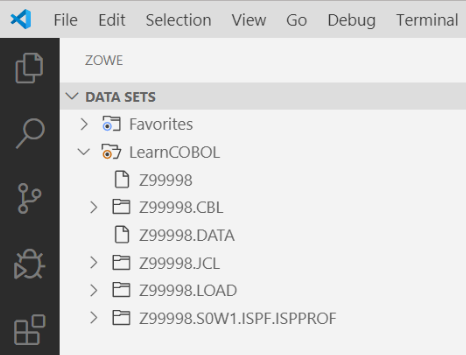 File Edit Selection View Go Debug Terminal
ZOWE
DATA SETS
Favorites
LearnCOBOL
Z99998
Z99998.CBL
Z99998.DATA
Z99998.JCL
Z99998.LOAD
Z99998.S0W1.ISPF.ISPPROF